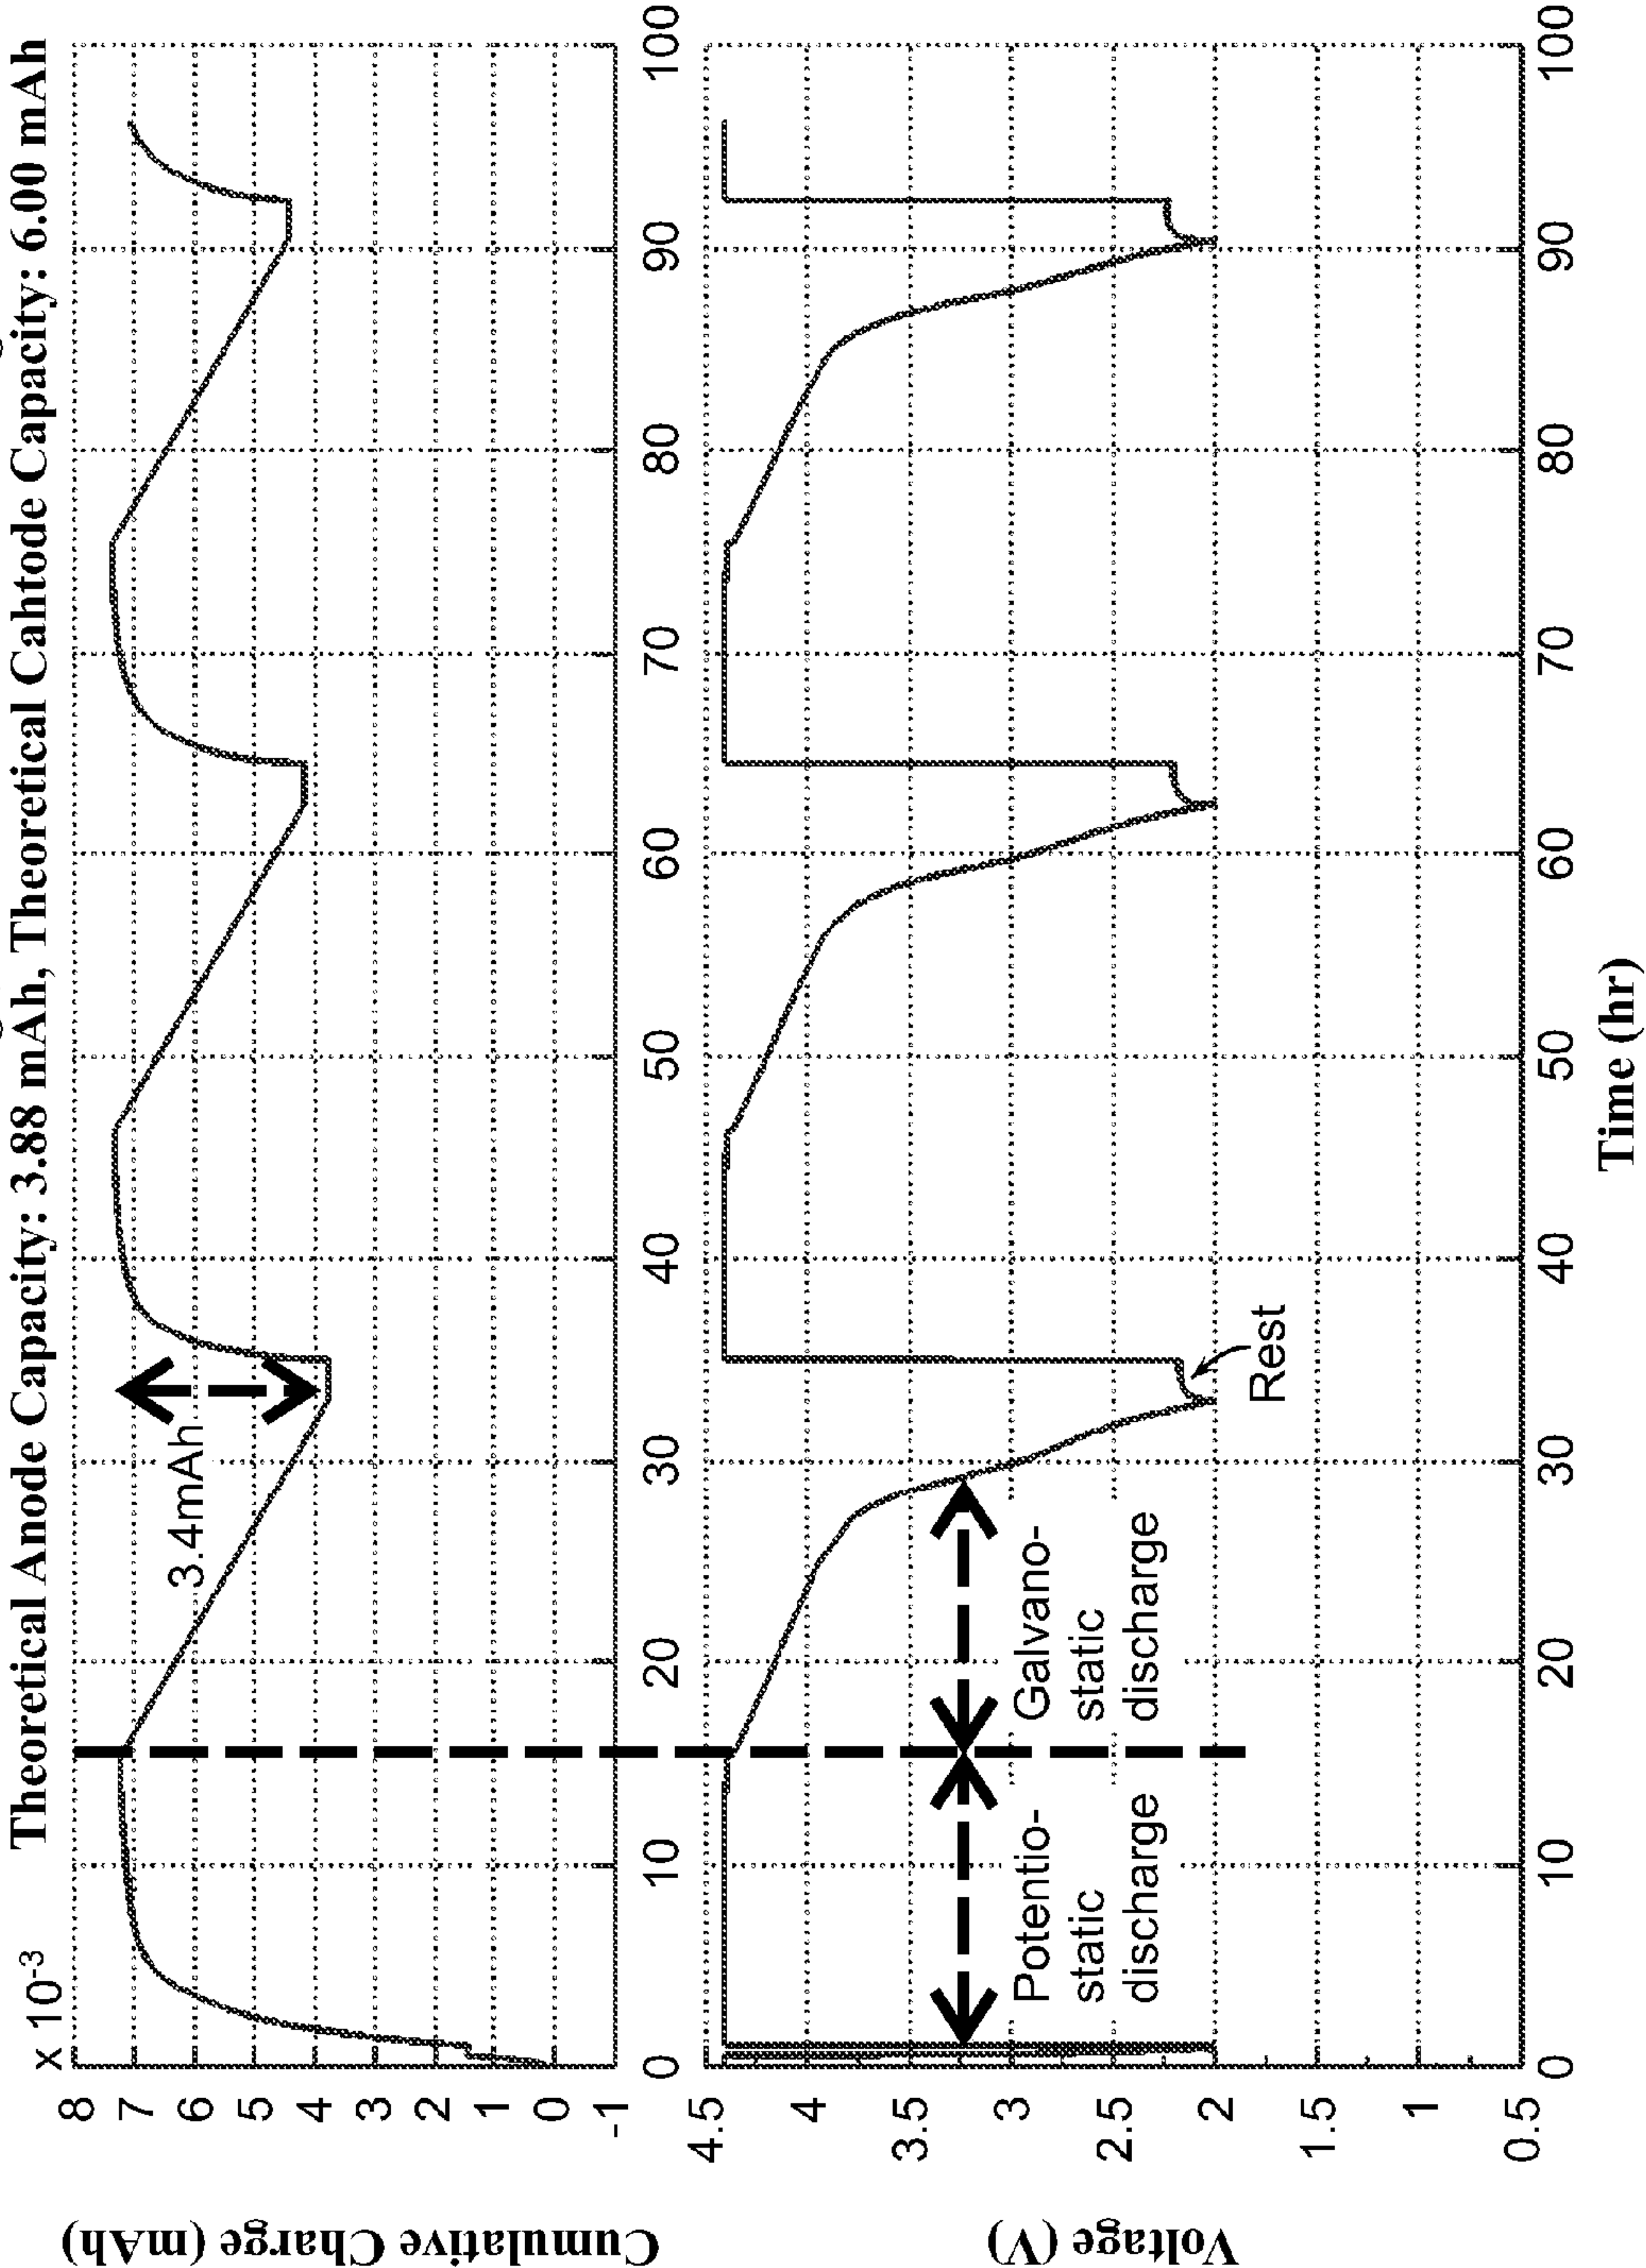 Theoretical Anode Capacity: 3.88 mAh, Theoretical Cahtode Capacity: 6.00 mAh
x 10-3
8
7
6
5
4
3
2
1
0
-1
Cumulative Charge (mAh)
3.4mAh
0 10 20 30 40 50 60 70 80 90 100
4.5
4
3.5
3
2.5
2
1.5
1
0.5
Voltage (V)
Potentio-
static
discharge
Galvano-
static
discharge
Rest
0 10 20 30 40 50 60 70 80 90 100
Time (hr)